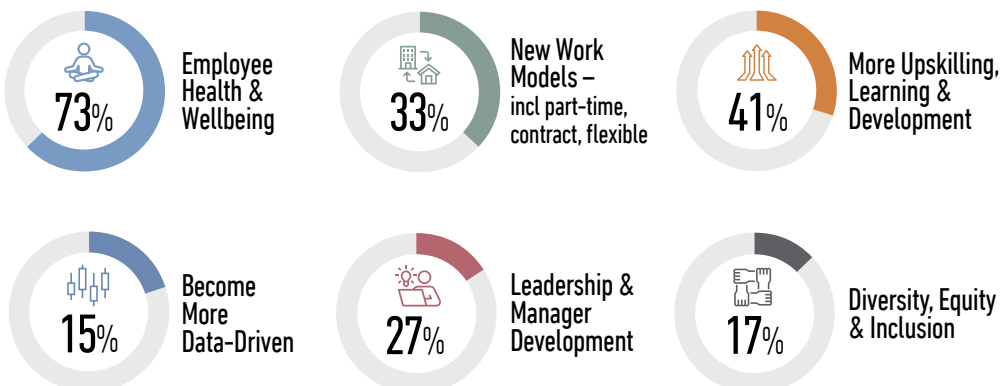 73%
Employee
Health &
Wellbeing
33%
New Work
Models –
incl part-time,
contract, flexible
41%
More Upskilling,
Learning &
Development
15%
Become
More
Data-Driven
27%
Leadership &
Manager
Development
17%
Diversity, Equity
& Inclusion